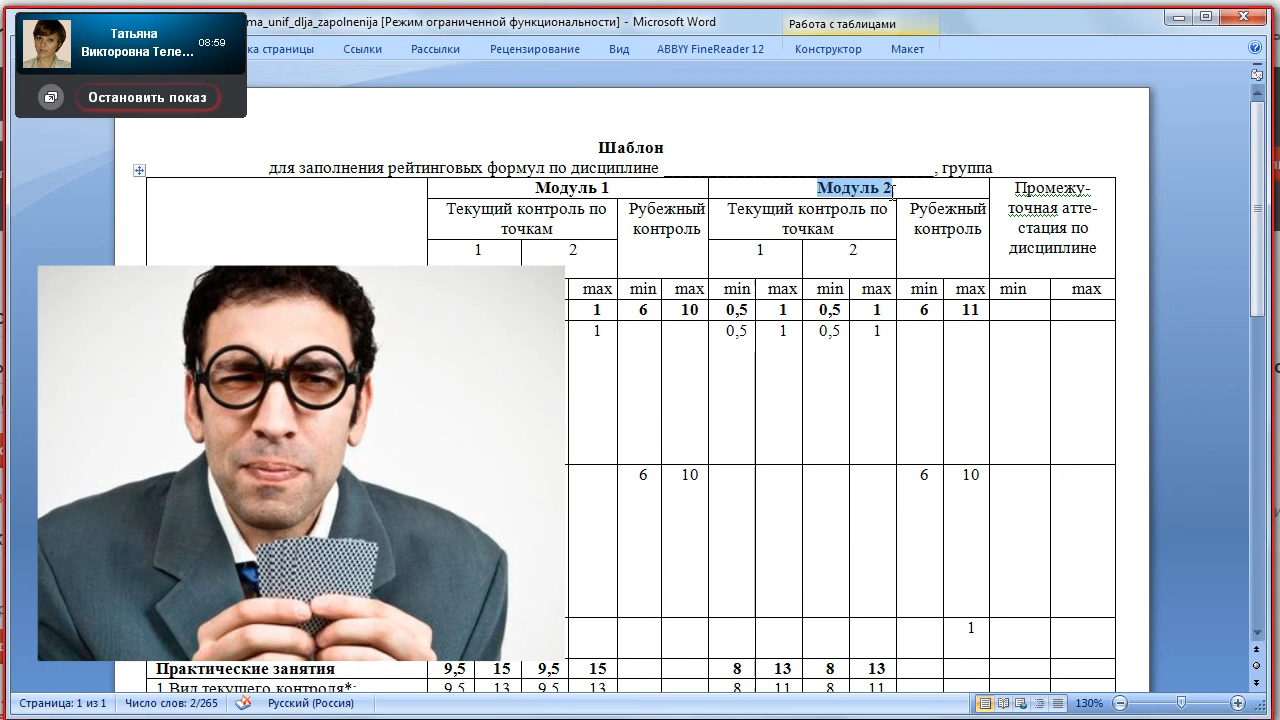 Татьяна
Викторовна Теле...
08:59
Остановить показ
ma_unif_dlja_zapolnenija [Режим ограниченной функциональности] - Microsoft Word
Работа с таблицами
ка страницы Ссылки Рассылки Рецензирование Вид ABBYY FineReader 12 Конструктор Макет
Шаблон
для заполнения рейтинговых формул по дисциплине ________________________________, группа
Модуль 1 Модуль 2 Промежу-
точная атте-
стация по
дисциплине
Текущий контроль по
точкам
Рубежный
контроль
Текущий контроль по
точкам
Рубежный
контроль
1 2 1 2
max min max min max min max min max min max
1 6 10 0,5 1 0,5 1 6 11
1 0,5 1 0,5 1
6 10 6 10
1
Практические занятия 9,5 15 9,5 15 8 13 8 13
1 Вид текущего контроля*: 9,5 13 9,5 13 8 11 8 11
Страница: 1 из 1 Число слов: 2/265 Русский (Россия) 130%